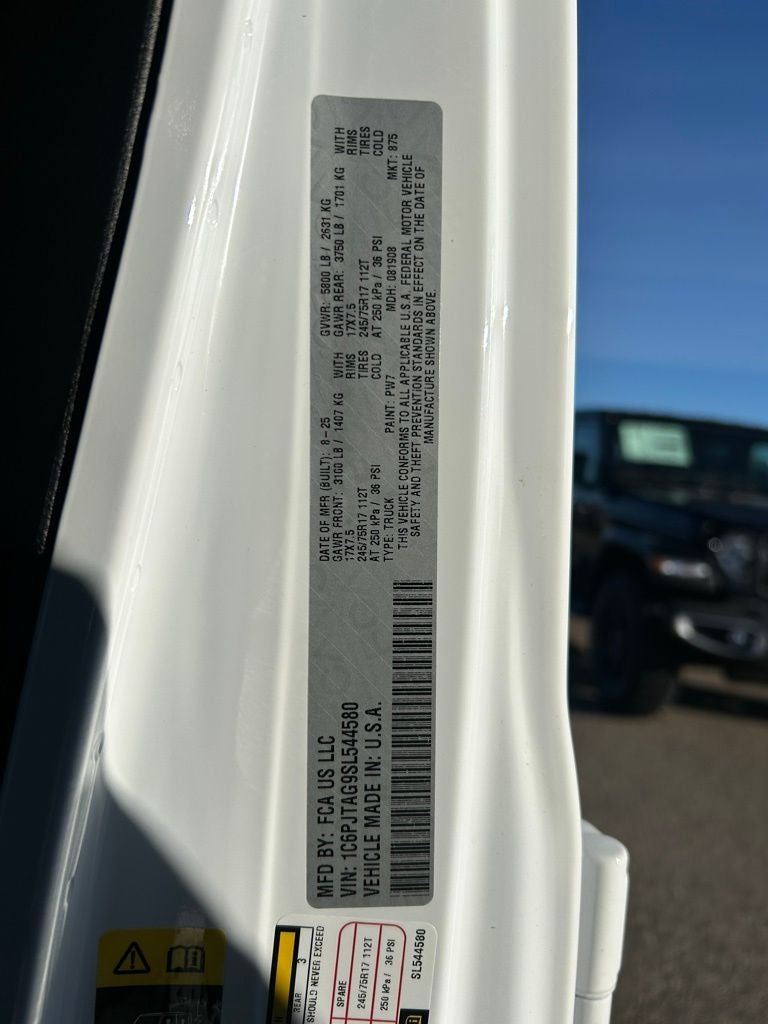 MFD BY: FCA US LLC
VIN: 1C6PJTAG9SL544580
VEHICLE MADE IN: U.S.A.
DATE OF MFR (BUILT): 8-25 GVWR: 5800 LB / 2631 KG
GAWR FRONT: 3100 LB / 1407 KG WITH GAWR REAR: 3750 LB / 1701 KG WITH
17X7.5 RIMS 17X7.5 RIMS
245/75R17 112T TIRES 245/75R17 112T TIRES
AT 250 kPa / 36 PSI COLD AT 250 kPa / 36 PSI COLD
TYPE: TRUCK PAINT: PW7 MDH: 081908 MKT: 875
THIS VEHICLE CONFORMS TO ALL APPLICABLE U.S.A. FEDERAL MOTOR VEHICLE
SAFETY AND THEFT PREVENTION STANDARDS IN EFFECT ON THE DATE OF
MANUFACTURE SHOWN ABOVE.
REAR 3
SHOULD NEVER EXCEED
SPARE
245/75R17 112T
250 kPa / 36 PSI
SL544580